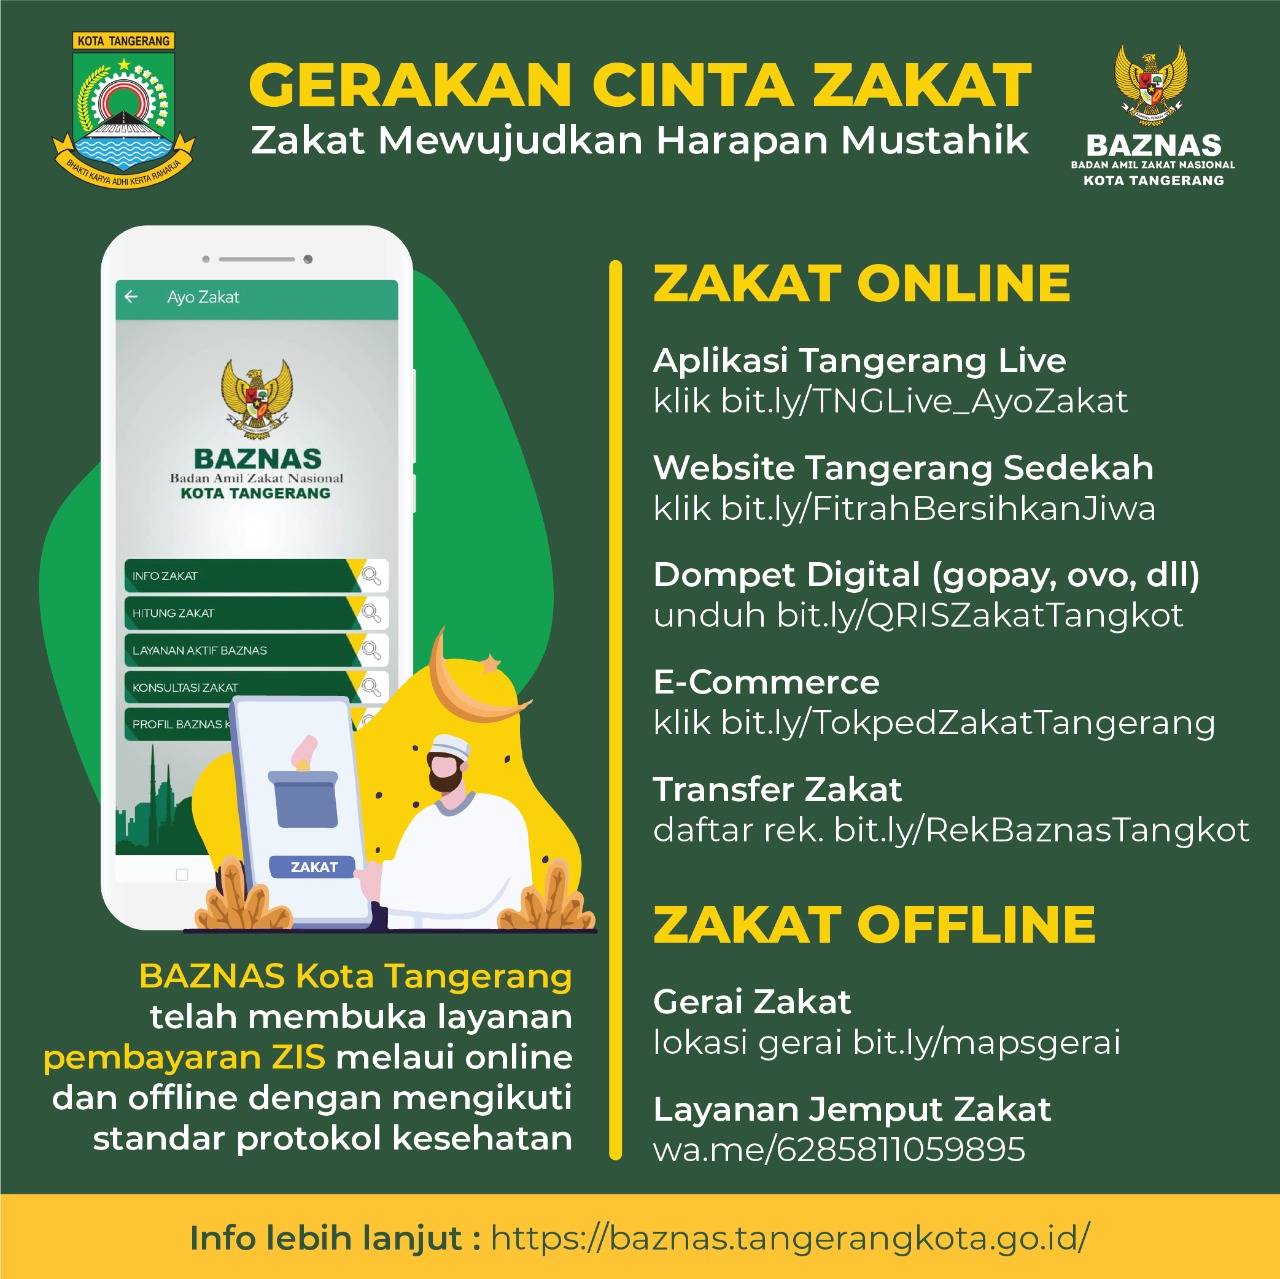 KOTA TANGERANG
BHAKTI KARYA ADHI KERTA RAHARJA
GERAKAN CINTA ZAKAT
Zakat Mewujudkan Harapan Mustahik
BAZNAS
BADAN AMIL ZAKAT NASIONAL
KOTA TANGERANG
Ayo Zakat
BAZNAS
Badan Amil Zakat Nasional
KOTA TANGERANG
INFO ZAKAT
HITUNG ZAKAT
LAYANAN AKTIF BAZNAS
KONSULTASI ZAKAT
PROFIL BAZNAS K
ZAKAT
BAZNAS Kota Tangerang
telah membuka layanan
pembayaran ZIS melaui online
dan offline dengan mengikuti
standar protokol kesehatan
ZAKAT ONLINE
Aplikasi Tangerang Live
klik bit.ly/TNGLive_AyoZakat
Website Tangerang Sedekah
klik bit.ly/FitrahBersihkanJiwa
Dompet Digital (gopay, ovo, dll)
unduh bit.ly/QRISZakatTangkot
E-Commerce
klik bit.ly/TokpedZakatTangerang
Transfer Zakat
daftar rek. bit.ly/RekBaznasTangkot
ZAKAT OFFLINE
Gerai Zakat
lokasi gerai bit.ly/mapsgerai
Layanan Jemput Zakat
wa.me/6285811059895
Info lebih lanjut : https://baznas.tangerangkota.go.id/